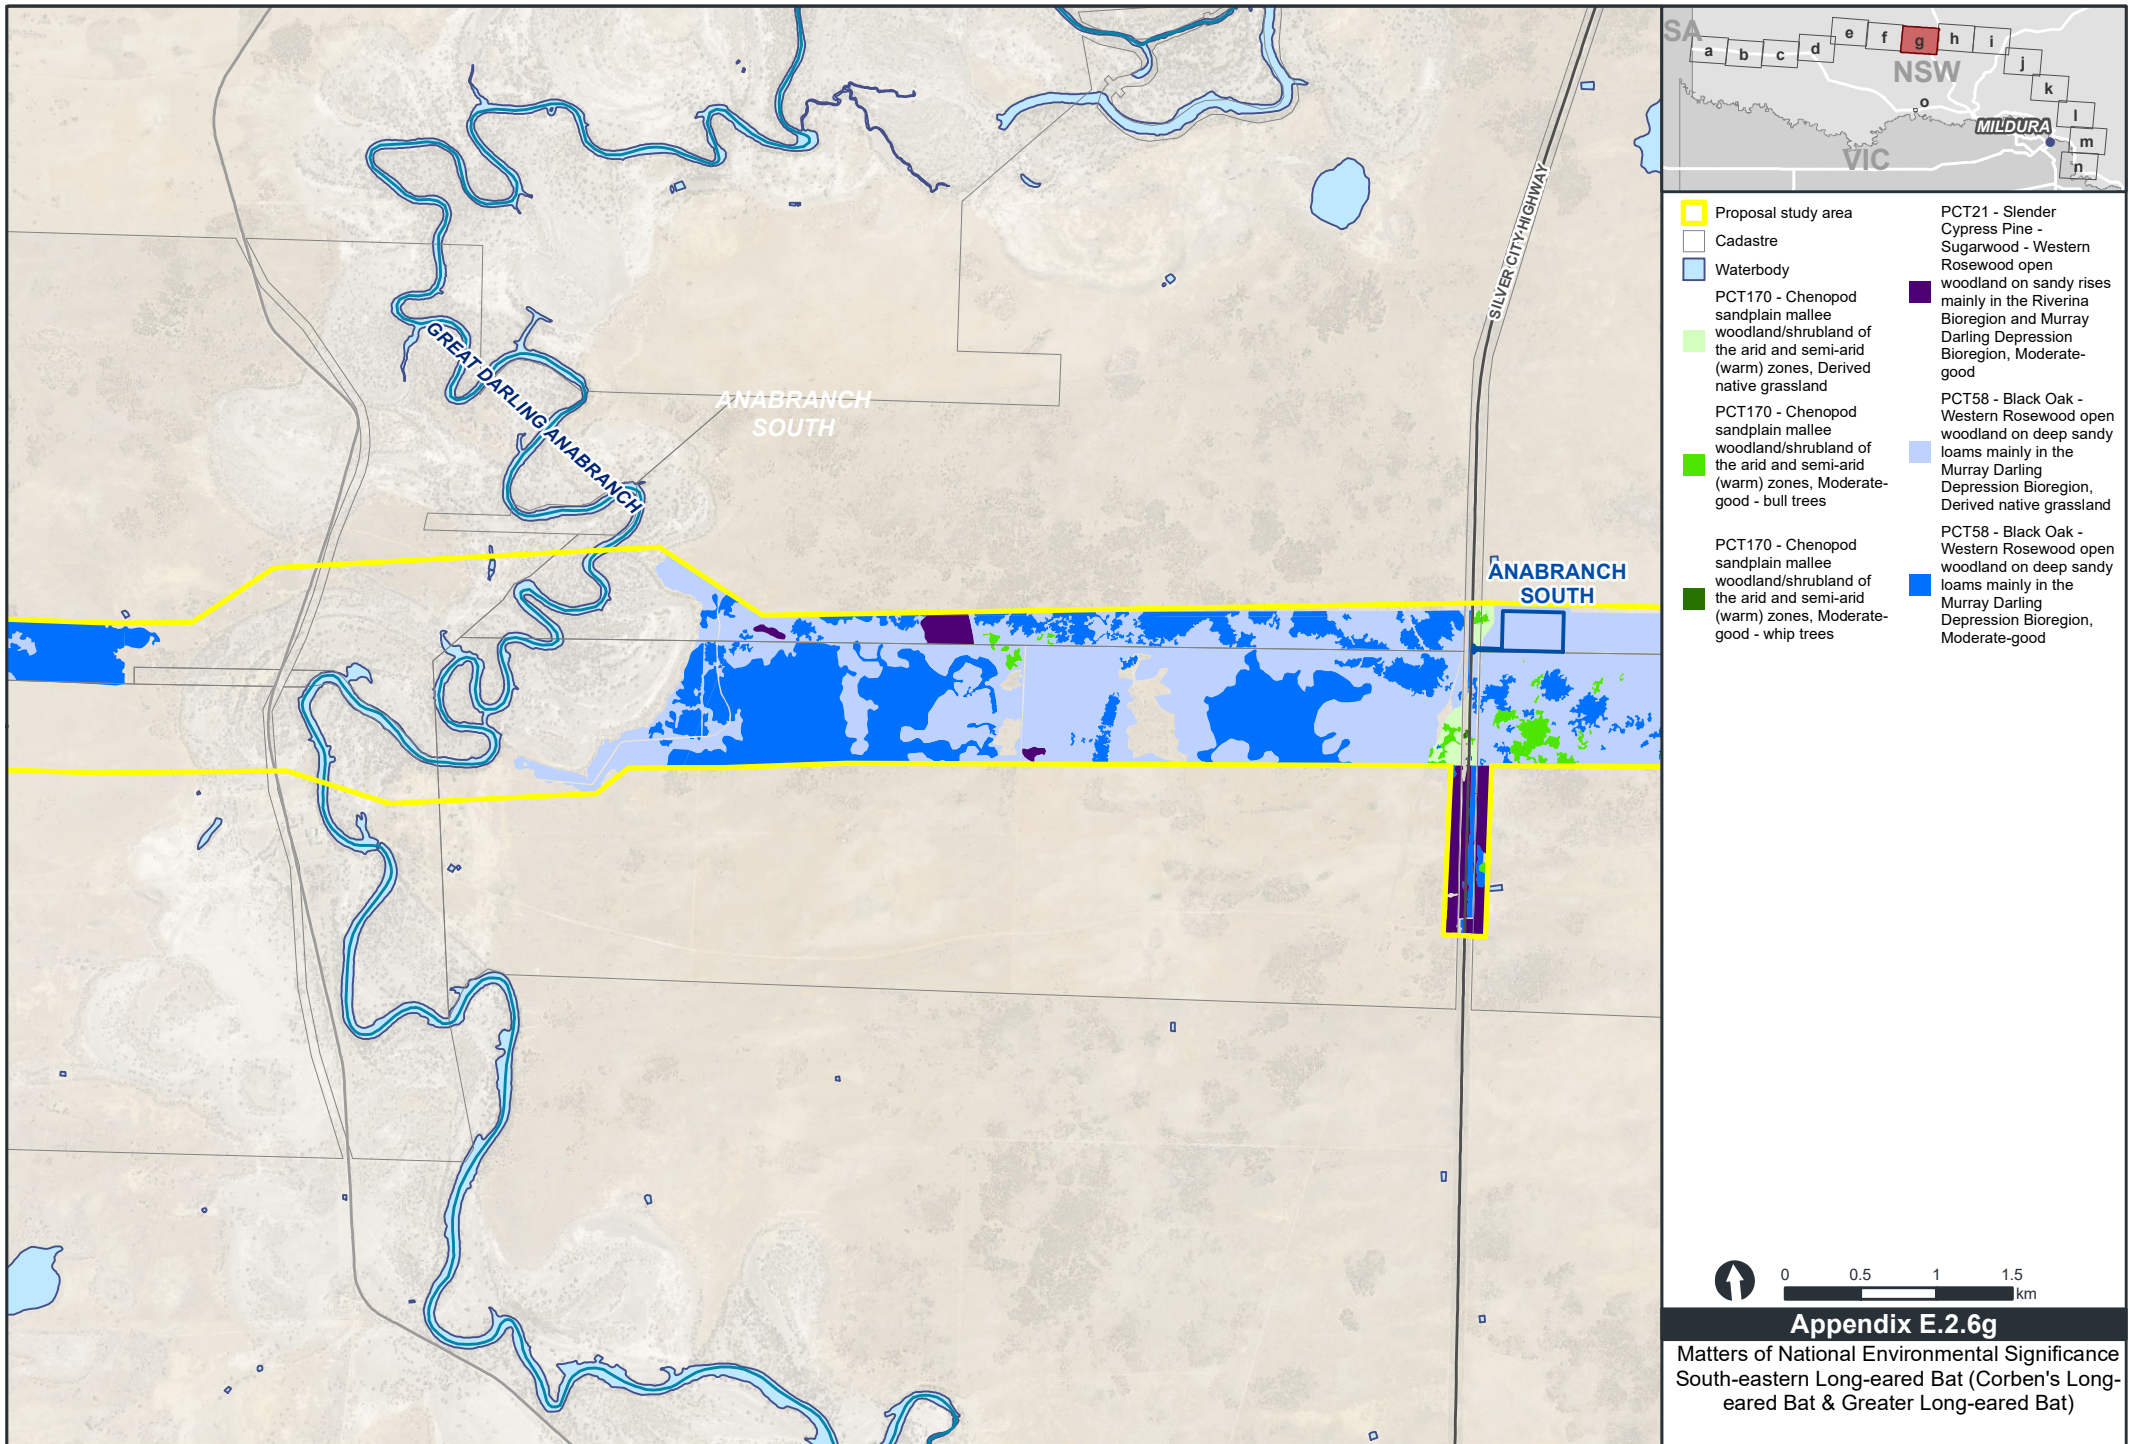 GREAT DARLING ANABRANCH
ANABRANCH
SOUTH
SILVER CITY HIGHWAY
ANABRANCH
SOUTH
SA
a
b
c
d
e
f
g
h
i
j
k
l
m
n
o
NSW
MILDURA
VIC
Proposal study area
Cadastre
Waterbody
PCT170 - Chenopod
sandplain mallee
woodland/shrubland of
the arid and semi-arid
(warm) zones, Derived
native grassland
PCT170 - Chenopod
sandplain mallee
woodland/shrubland of
the arid and semi-arid
(warm) zones, Moderate-
good - bull trees
PCT170 - Chenopod
sandplain mallee
woodland/shrubland of
the arid and semi-arid
(warm) zones, Moderate-
good - whip trees
PCT21 - Slender
Cypress Pine -
Sugarwood - Western
Rosewood open
woodland on sandy rises
mainly in the Riverina
Bioregion and Murray
Darling Depression
Bioregion, Moderate-
good
PCT58 - Black Oak -
Western Rosewood open
woodland on deep sandy
loams mainly in the
Murray Darling
Depression Bioregion,
Derived native grassland
PCT58 - Black Oak -
Western Rosewood open
woodland on deep sandy
loams mainly in the
Murray Darling
Depression Bioregion,
Moderate-good
0 0.5 1 1.5
km
Appendix E.2.6g
Matters of National Environmental Significance
South-eastern Long-eared Bat (Corben's Long-
eared Bat & Greater Long-eared Bat)